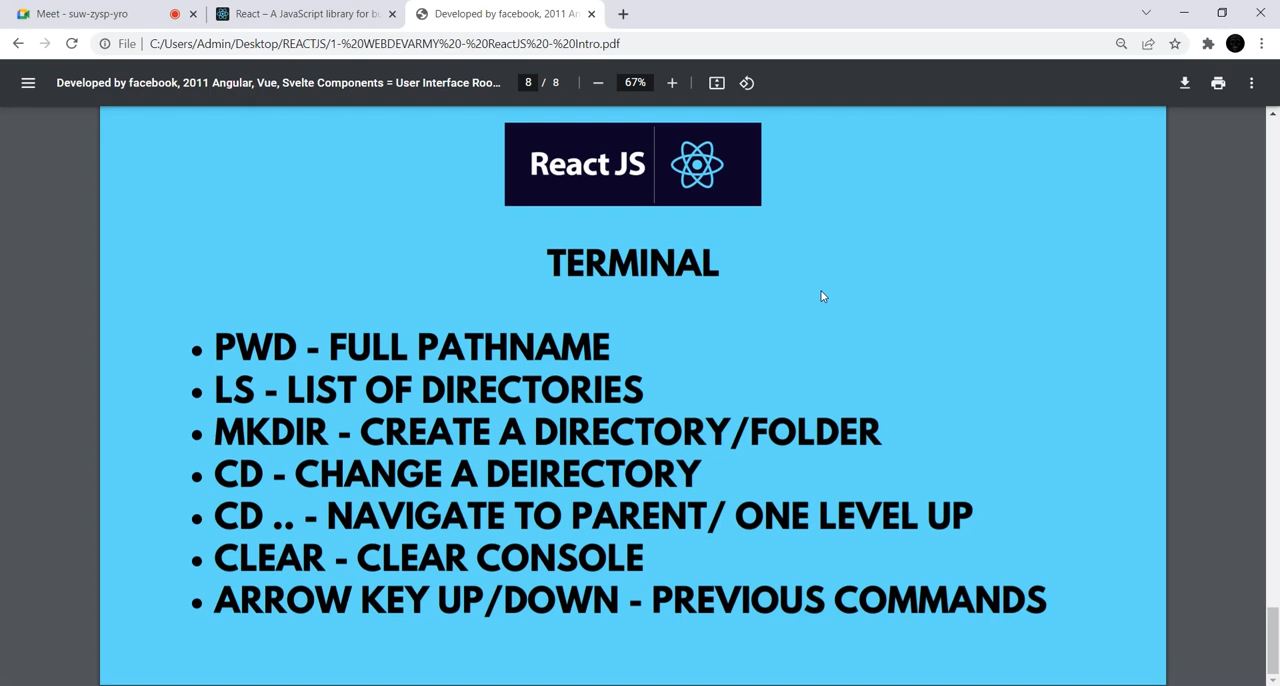 Meet - suw-zysp-yro
React – A JavaScript library for bu
Developed by facebook, 2011 An
File
C:/Users/Admin/Desktop/REACTJS/1-%20WEBDEVARMY%20-%20ReactJS%20-%20Intro.pdf
Developed by facebook, 2011 Angular, Vue, Svelte Components = User Interface Roo...
8 / 8
67%
React JS
TERMINAL
• PWD - FULL PATHNAME
• LS - LIST OF DIRECTORIES
• MKDIR - CREATE A DIRECTORY/FOLDER
• CD - CHANGE A DEIRECTORY
• CD .. - NAVIGATE TO PARENT/ ONE LEVEL UP
• CLEAR - CLEAR CONSOLE
• ARROW KEY UP/DOWN - PREVIOUS COMMANDS